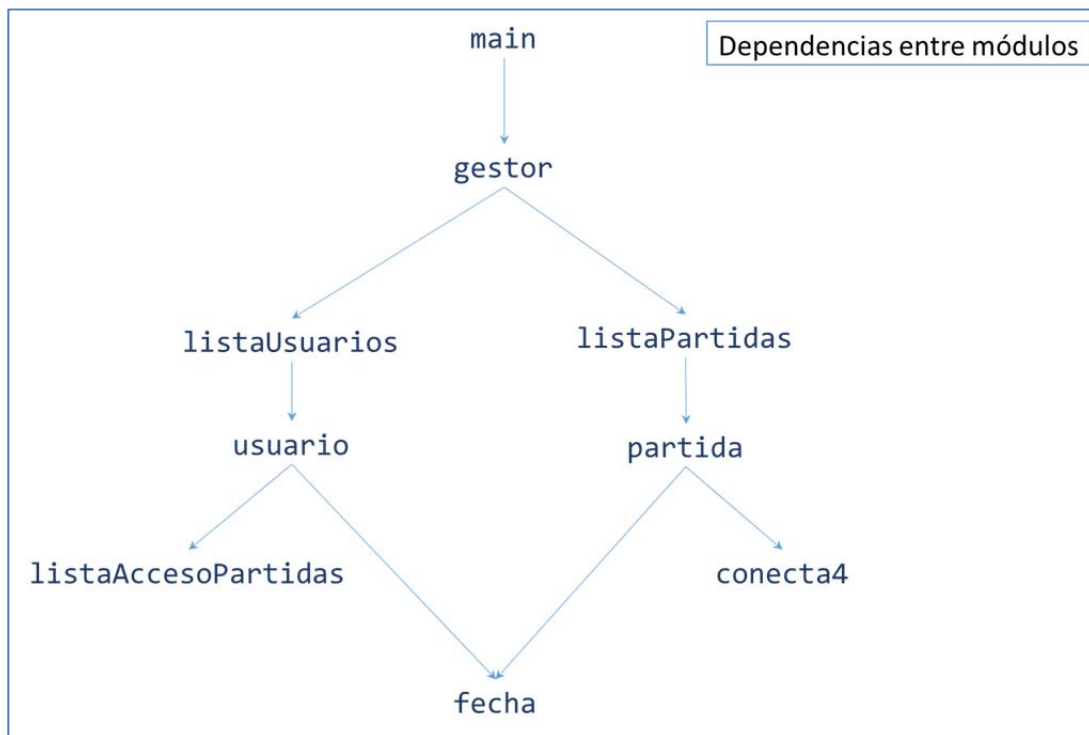 main
Dependencias entre módulos
gestor
listaUsuarios
listaPartidas
usuario
partida
listaAccesoPartidas
conecta4
fecha